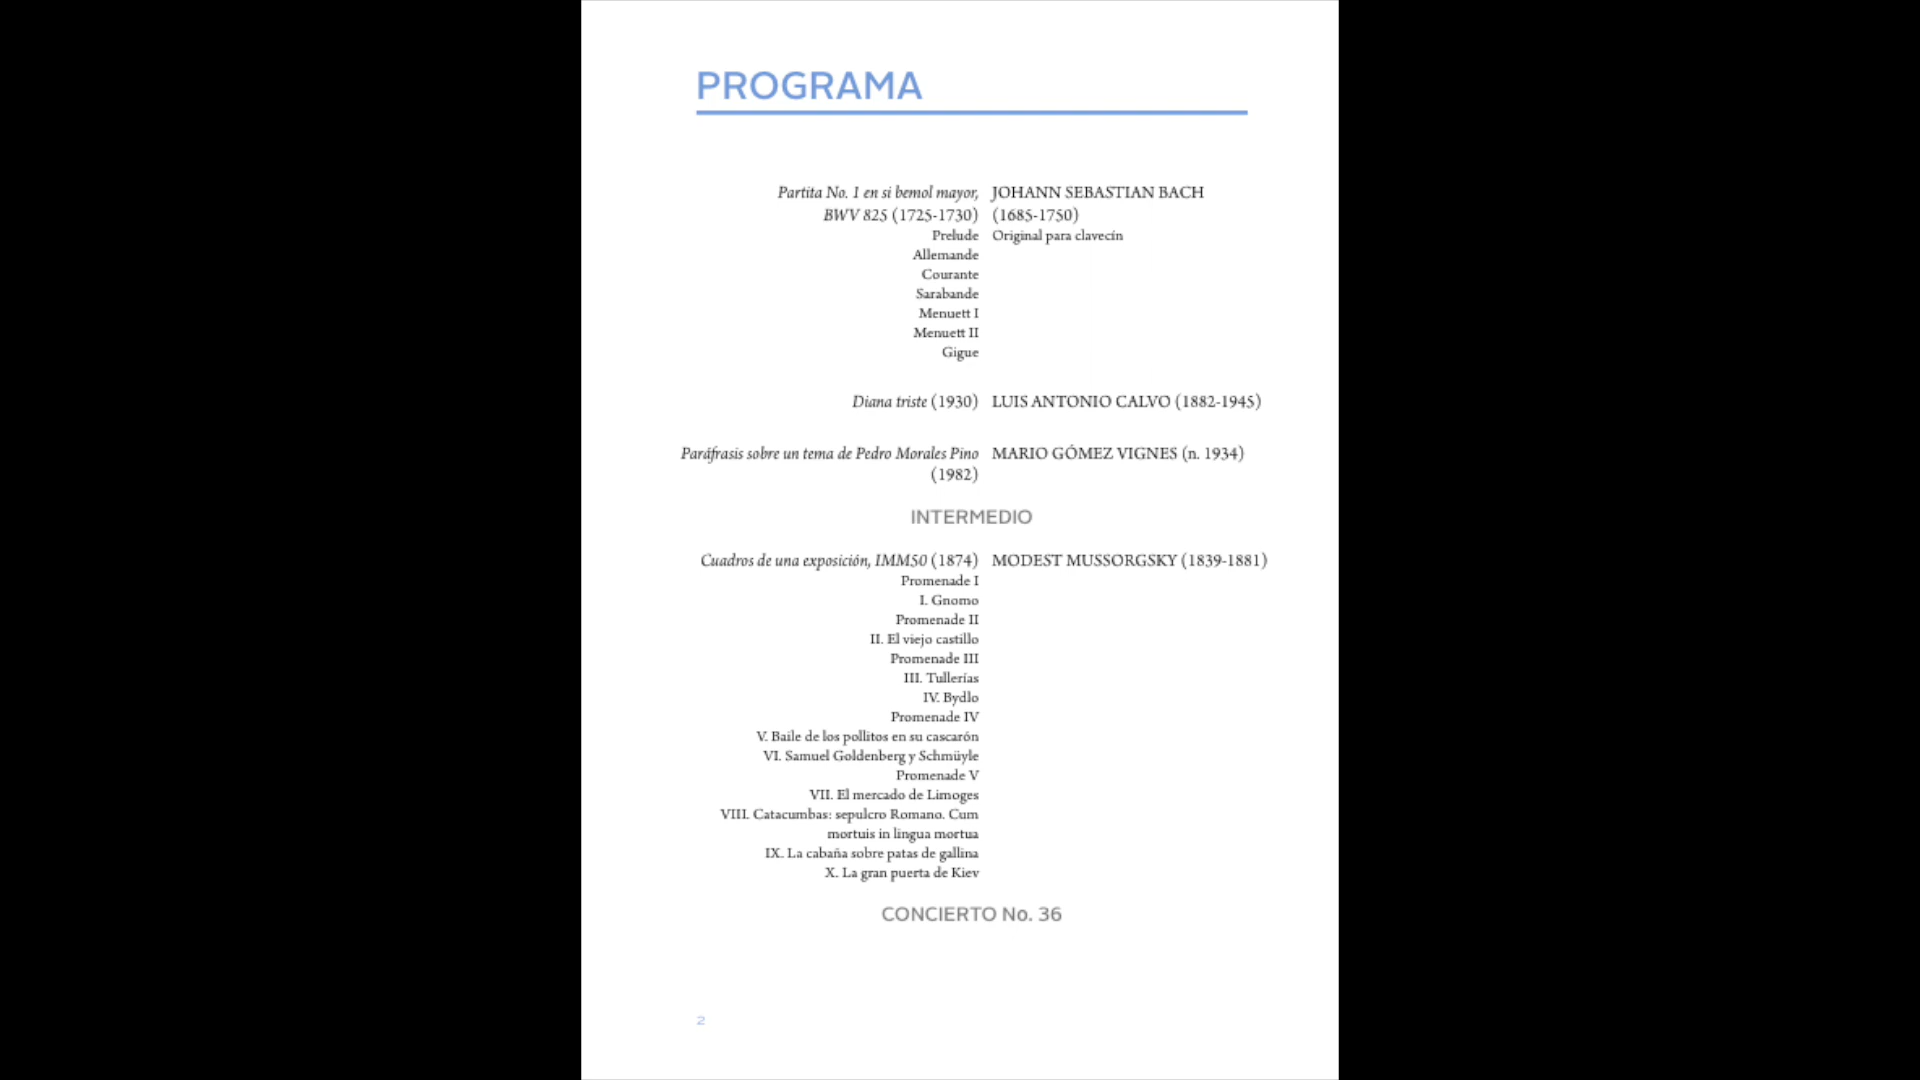 PROGRAMA
Partita No. 1 en si bemol mayor, JOHANN SEBASTIAN BACH
BWV 825 (1725-1730) (1685-1750)
Prelude Original para clavecín
Allemande
Courante
Sarabande
Menuett I
Menuett II
Gigue
Diana triste (1930) LUIS ANTONIO CALVO (1882-1945)
Paráfrasis sobre un tema de Pedro Morales Pino MARIO GÓMEZ VIGNES (n. 1934)
(1982)
INTERMEDIO
Cuadros de una exposición, IMM50 (1874) MODEST MUSSORGSKY (1839-1881)
Promenade I
I. Gnomo
Promenade II
II. El viejo castillo
Promenade III
III. Tullerías
IV. Bydlo
Promenade IV
V. Baile de los pollitos en su cascarón
VI. Samuel Goldenberg y Schmüyle
Promenade V
VII. El mercado de Limoges
VIII. Catacumbas: sepulcro Romano. Cum
mortuis in lingua mortua
IX. La cabaña sobre patas de gallina
X. La gran puerta de Kiev
CONCIERTO No. 36
2